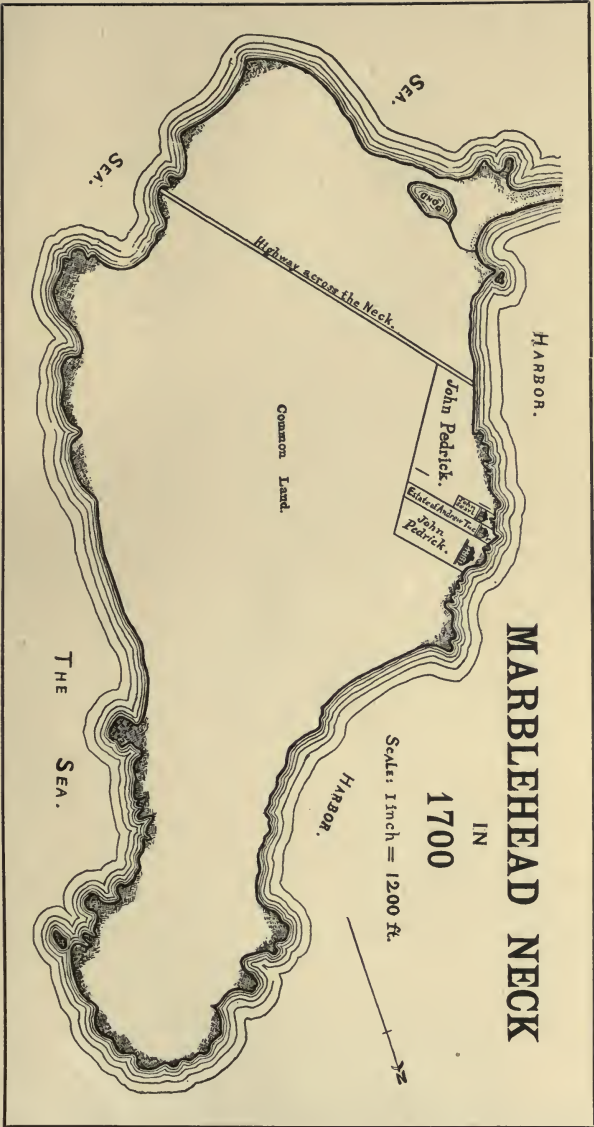 MARBLEHEAD NECK
IN
1700
SCALE: 1 inch = 1200 ft.
N
HARBOR.
HARBOR.
SEA.
SEA.
THE SEA.
POND
Highway across the Neck.
Common Land.
John Pedrick.
John
Estate of Andrew Tuc
John
Pedrick.